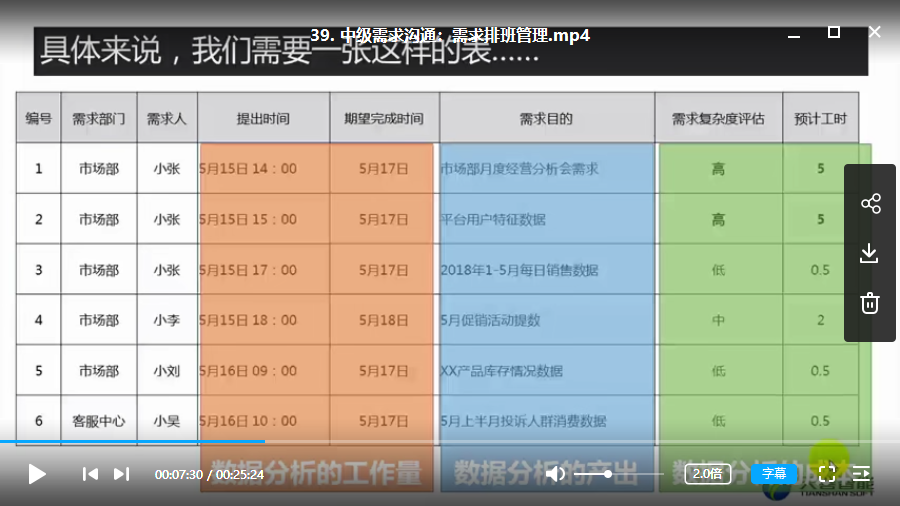 39. 中级需求沟通：需求排班管理.mp4
具体来说，我们需要一张这样的表......
编号 需求部门 需求人 提出时间 期望完成时间 需求目的 需求复杂度评估 预计工时
1 市场部 小张 5月15日 14：00 5月17日 市场部月度经营分析会需求 高 5
2 市场部 小张 5月15日 15：00 5月17日 平台用户特征数据 高 5
3 市场部 小张 5月15日 17：00 5月17日 2018年1-5月每日销售数据 低 0.5
4 市场部 小李 5月15日 18：00 5月18日 5月促销活动提数 中 2
5 市场部 小刘 5月16日 09：00 5月17日 XX产品库存情况数据 低 0.5
6 客服中心 小吴 5月16日 10：00 5月17日 5月上半月投诉人群消费数据 低 0.5
数据分析的工作量 数据分析的产出 数据分析的
00:07:30 / 00:25:24 2.0倍 字幕
TIANSHANSOFT